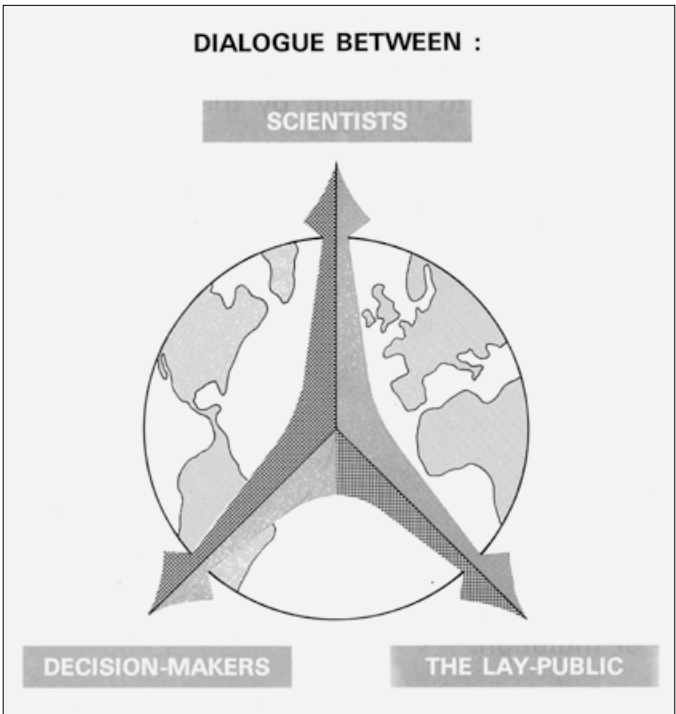 DIALOGUE BETWEEN :
SCIENTISTS
DECISION-MAKERS
THE LAY-PUBLIC